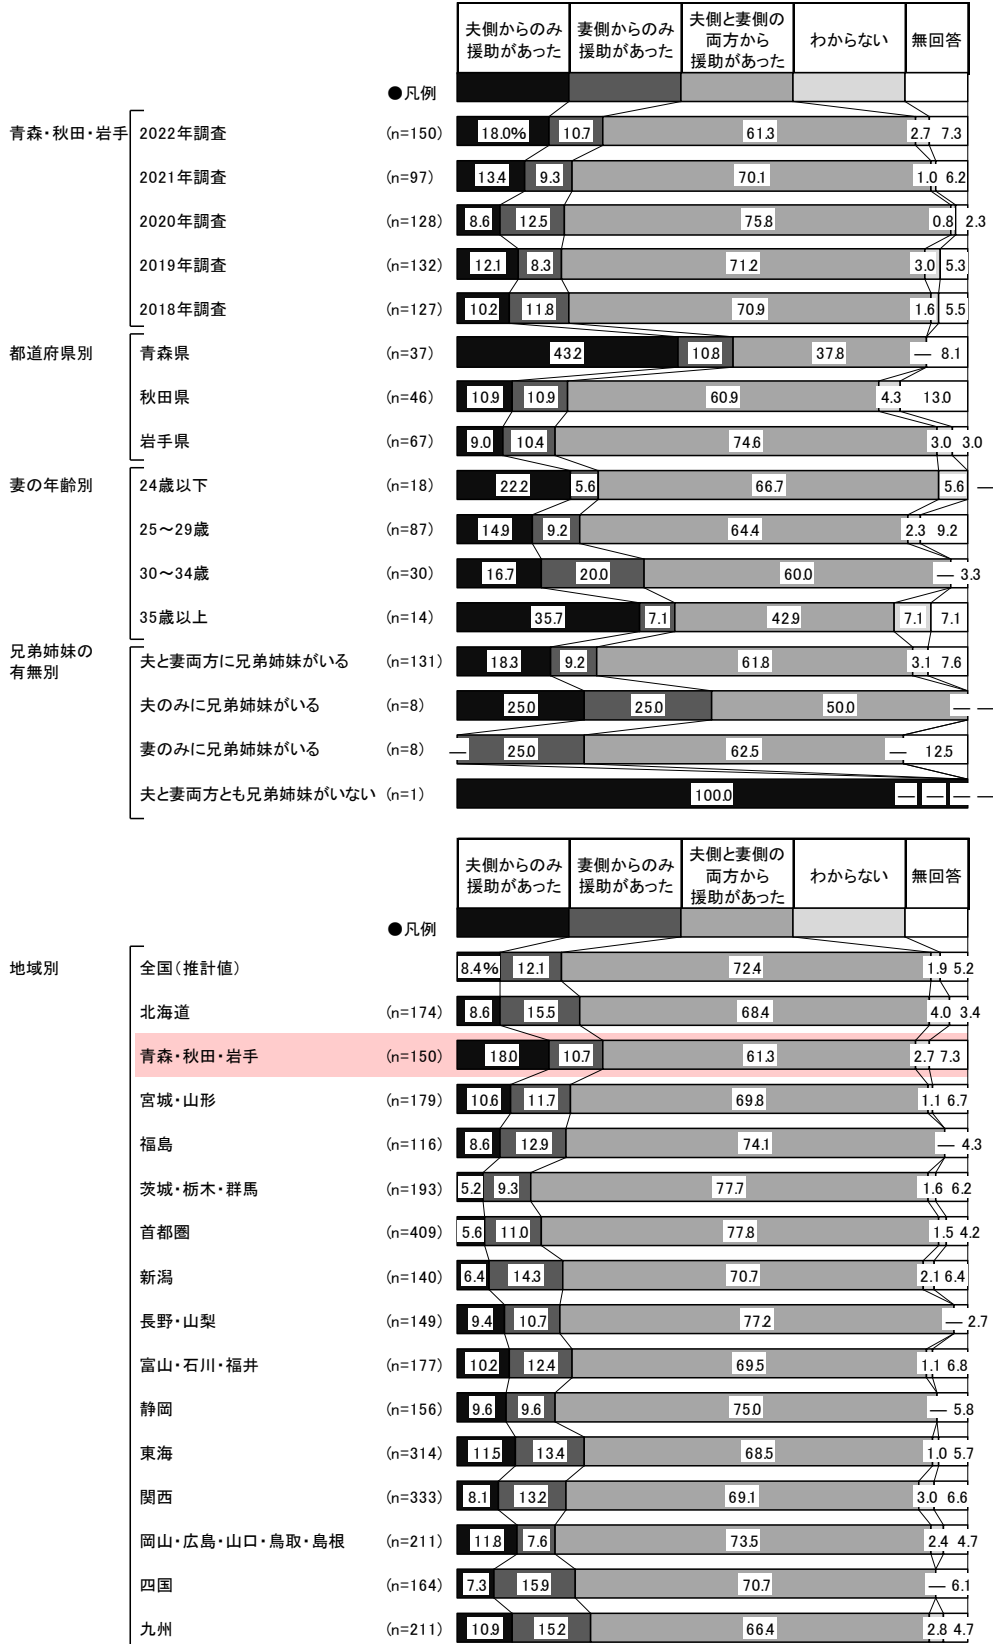 夫側からのみ
援助があった
妻側からのみ
援助があった
夫側と妻側の
両方から
援助があった
わからない
無回答
●凡例
青森・秋田・岩手
2022年調査 (n=150) 18.0% 10.7 61.3 2.7 7.3
2021年調査 (n=97) 13.4 9.3 70.1 1.0 6.2
2020年調査 (n=128) 8.6 12.5 75.8 0.8 2.3
2019年調査 (n=132) 12.1 8.3 71.2 3.0 5.3
2018年調査 (n=127) 10.2 11.8 70.9 1.6 5.5
都道府県別
青森県 (n=37) 43.2 10.8 37.8 — 8.1
秋田県 (n=46) 10.9 10.9 60.9 4.3 13.0
岩手県 (n=67) 9.0 10.4 74.6 3.0 3.0
妻の年齢別
24歳以下 (n=18) 22.2 5.6 66.7 5.6 —
25～29歳 (n=87) 14.9 9.2 64.4 2.3 9.2
30～34歳 (n=30) 16.7 20.0 60.0 — 3.3
35歳以上 (n=14) 35.7 7.1 42.9 7.1 7.1
兄弟姉妹の
有無別
夫と妻両方に兄弟姉妹がいる (n=131) 18.3 9.2 61.8 3.1 7.6
夫のみに兄弟姉妹がいる (n=8) 25.0 25.0 50.0 — —
妻のみに兄弟姉妹がいる (n=8) — 25.0 62.5 — 12.5
夫と妻両方とも兄弟姉妹がいない (n=1) 100.0 — — — —
夫側からのみ
援助があった
妻側からのみ
援助があった
夫側と妻側の
両方から
援助があった
わからない
無回答
●凡例
地域別
全国(推計値) 8.4% 12.1 72.4 1.9 5.2
北海道 (n=174) 8.6 15.5 68.4 4.0 3.4
青森・秋田・岩手 (n=150) 18.0 10.7 61.3 2.7 7.3
宮城・山形 (n=179) 10.6 11.7 69.8 1.1 6.7
福島 (n=116) 8.6 12.9 74.1 — 4.3
茨城・栃木・群馬 (n=193) 5.2 9.3 77.7 1.6 6.2
首都圏 (n=409) 5.6 11.0 77.8 1.5 4.2
新潟 (n=140) 6.4 14.3 70.7 2.1 6.4
長野・山梨 (n=149) 9.4 10.7 77.2 — 2.7
富山・石川・福井 (n=177) 10.2 12.4 69.5 1.1 6.8
静岡 (n=156) 9.6 9.6 75.0 — 5.8
東海 (n=314) 11.5 13.4 68.5 1.0 5.7
関西 (n=333) 8.1 13.2 69.1 3.0 6.6
岡山・広島・山口・鳥取・島根 (n=211) 11.8 7.6 73.5 2.4 4.7
四国 (n=164) 7.3 15.9 70.7 — 6.1
九州 (n=211) 10.9 15.2 66.4 2.8 4.7